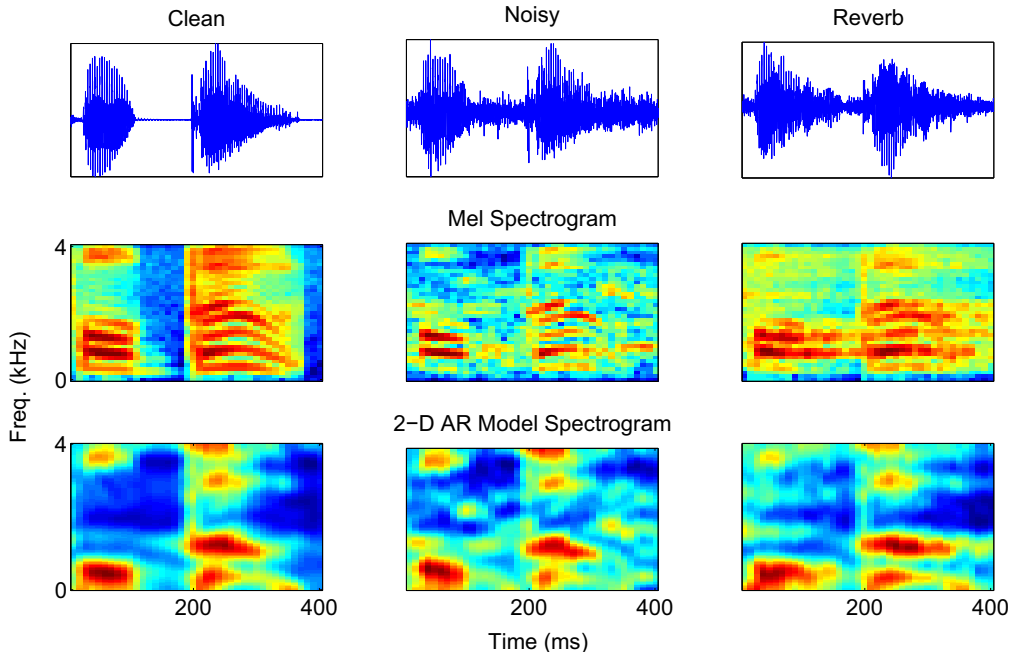 Clean Noisy Reverb
Mel Spectrogram
4
0
Freq. (kHz)
2−D AR Model Spectrogram
4
0
200 400 200 400 200 400
Time (ms)